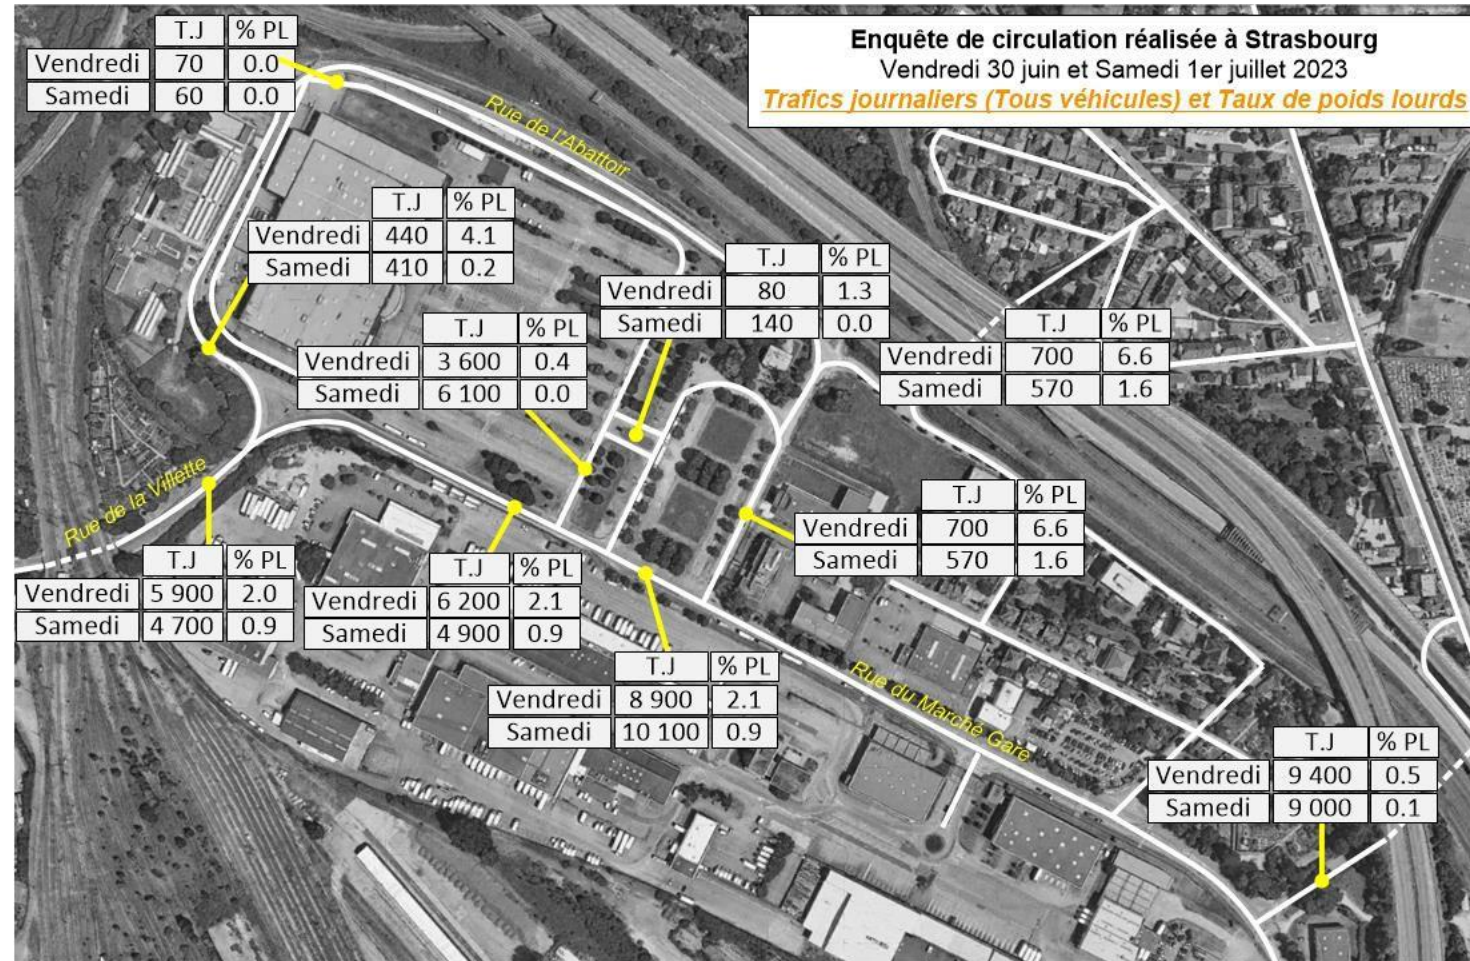 Enquête de circulation réalisée à Strasbourg
Vendredi 30 juin et Samedi 1er juillet 2023
Trafics journaliers (Tous véhicules) et Taux de poids lourds
T.J % PL
Vendredi 70 0.0
Samedi 60 0.0
Rue de l'Abattoir
T.J % PL
Vendredi 440 4.1
Samedi 410 0.2
T.J % PL
Vendredi 80 1.3
Samedi 140 0.0
T.J % PL
Vendredi 3 600 0.4
Samedi 6 100 0.0
T.J % PL
Vendredi 700 6.6
Samedi 570 1.6
Rue de la Villette
T.J % PL
Vendredi 700 6.6
Samedi 570 1.6
T.J % PL
Vendredi 5 900 2.0
Samedi 4 700 0.9
T.J % PL
Vendredi 6 200 2.1
Samedi 4 900 0.9
T.J % PL
Vendredi 8 900 2.1
Samedi 10 100 0.9
Rue du Marché Gare
T.J % PL
Vendredi 9 400 0.5
Samedi 9 000 0.1